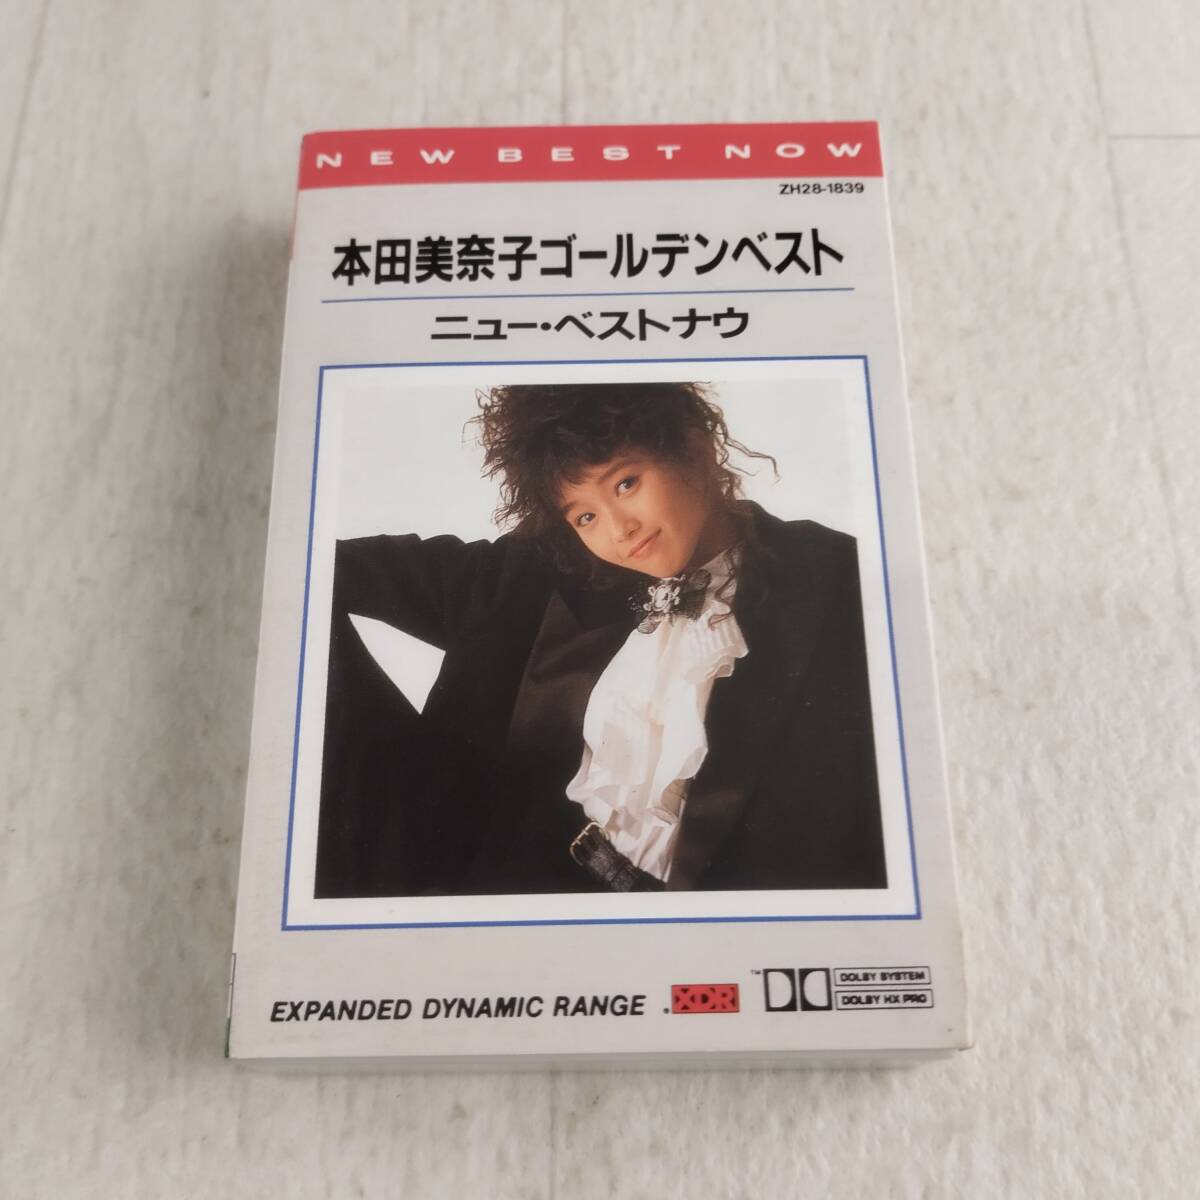 NEW BEST NOW
ZH28-1839
本田美奈子ゴールデンベスト
ニュー・ベストナウ
EXPANDED DYNAMIC RANGE XDR
™
DOLBY SYSTEM
DOLBY HX PRO